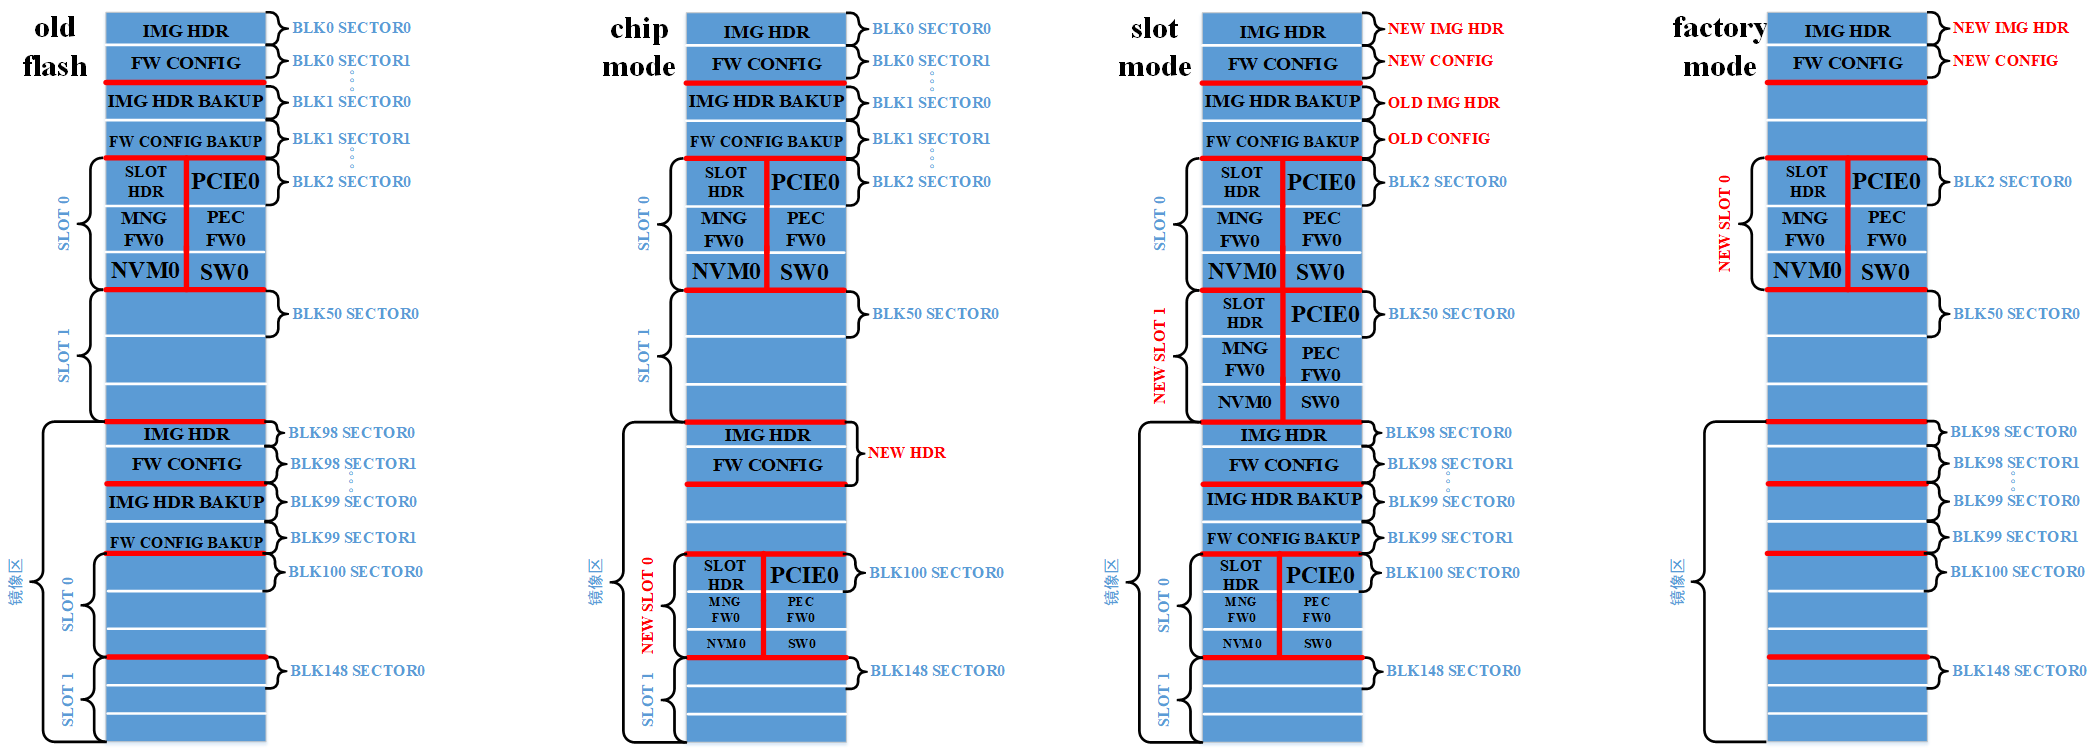 old
flash
IMG HDR
BLK0 SECTOR0
FW CONFIG
BLK0 SECTOR1
IMG HDR BAKUP
BLK1 SECTOR0
FW CONFIG BAKUP
BLK1 SECTOR1
SLOT 0
SLOT
HDR
PCIE0
BLK2 SECTOR0
MNG
FW0
PEC
FW0
NVM0
SW0
SLOT 1
BLK50 SECTOR0
镜像区
IMG HDR
BLK98 SECTOR0
FW CONFIG
BLK98 SECTOR1
IMG HDR BAKUP
BLK99 SECTOR0
FW CONFIG BAKUP
BLK99 SECTOR1
SLOT 0
BLK100 SECTOR0
SLOT 1
BLK148 SECTOR0
chip
mode
IMG HDR
BLK0 SECTOR0
FW CONFIG
BLK0 SECTOR1
IMG HDR BAKUP
BLK1 SECTOR0
FW CONFIG BAKUP
BLK1 SECTOR1
SLOT 0
SLOT
HDR
PCIE0
BLK2 SECTOR0
MNG
FW0
PEC
FW0
NVM0
SW0
SLOT 1
BLK50 SECTOR0
镜像区
IMG HDR
FW CONFIG
NEW HDR
NEW SLOT 0
SLOT
HDR
PCIE0
BLK100 SECTOR0
MNG
FW0
PEC
FW0
NVM0
SW0
SLOT 1
BLK148 SECTOR0
slot
mode
IMG HDR
NEW IMG HDR
FW CONFIG
NEW CONFIG
IMG HDR BAKUP
OLD IMG HDR
FW CONFIG BAKUP
OLD CONFIG
SLOT 0
SLOT
HDR
PCIE0
BLK2 SECTOR0
MNG
FW0
PEC
FW0
NVM0
SW0
NEW SLOT 1
SLOT
HDR
PCIE0
BLK50 SECTOR0
MNG
FW0
PEC
FW0
NVM0
SW0
镜像区
IMG HDR
BLK98 SECTOR0
FW CONFIG
BLK98 SECTOR1
IMG HDR BAKUP
BLK99 SECTOR0
FW CONFIG BAKUP
BLK99 SECTOR1
SLOT 0
SLOT
HDR
PCIE0
BLK100 SECTOR0
MNG
FW0
PEC
FW0
NVM0
SW0
SLOT 1
BLK148 SECTOR0
factory
mode
IMG HDR
NEW IMG HDR
FW CONFIG
NEW CONFIG
NEW SLOT 0
SLOT
HDR
PCIE0
BLK2 SECTOR0
MNG
FW0
PEC
FW0
NVM0
SW0
BLK50 SECTOR0
镜像区
BLK98 SECTOR0
BLK98 SECTOR1
BLK99 SECTOR0
BLK99 SECTOR1
BLK100 SECTOR0
BLK148 SECTOR0